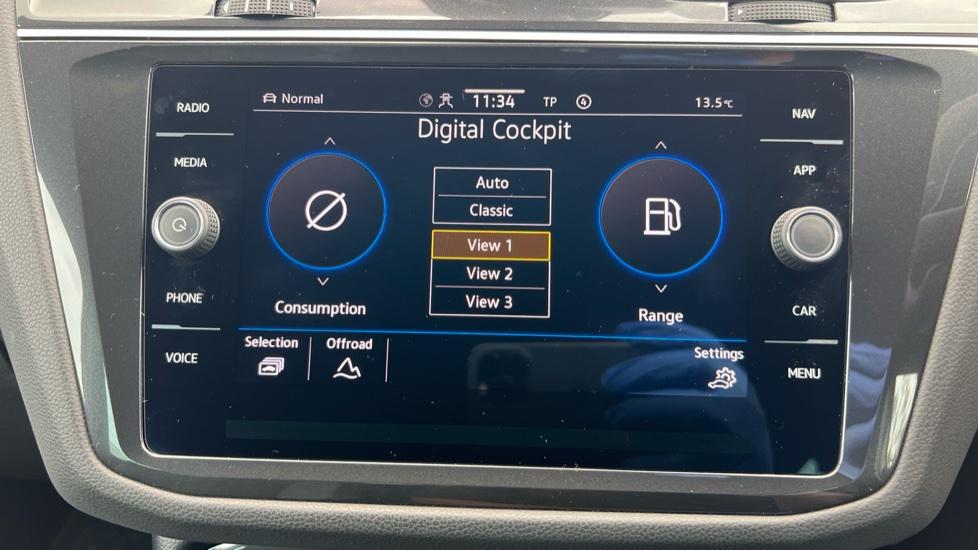 Normal 11:34 TP 4 13.5°C
Digital Cockpit
RADIO
MEDIA
PHONE
VOICE
Auto
Classic
View 1
View 2
View 3
Consumption
Range
Selection
Offroad
Settings
NAV
APP
CAR
MENU